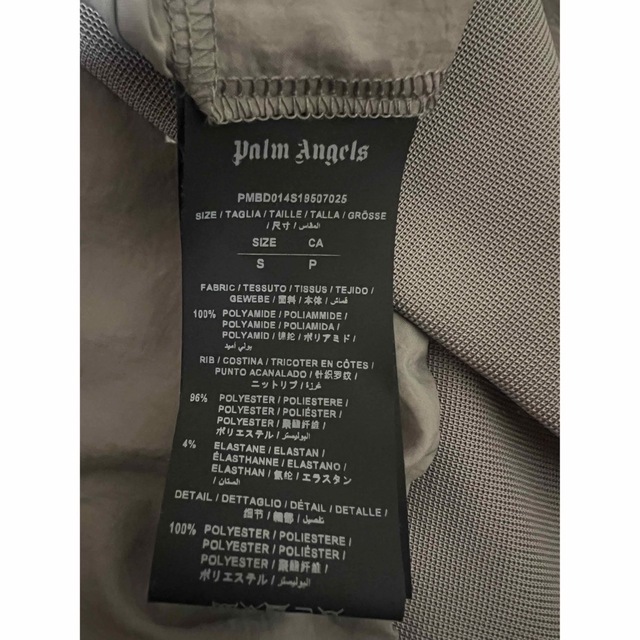 Palm Angels
PMBD014S19507025
SIZE / TAGLIA / TAILLE / TALLA / GRÖSSE
/ 尺寸 / المقاس
SIZE CA
S P
FABRIC / TESSUTO / TISSUS / TEJIDO /
GEWEBE / 面料 / 本体 / قماش /
100% POLYAMIDE / POLIAMMIDE /
POLYAMIDE / POLIAMIDA /
POLYAMID / 锦纶 / ポリアミド /
بولي أميد
RIB / COSTINA / TRICOTER EN CÔTES /
PUNTO ACANALADO / 针织罗纹 /
ニットリブ / غرزة /
96% POLYESTER / POLIESTERE /
POLYESTER / POLIÉSTER /
POLYESTER / 聚酯纤维 /
ポリエステル / البوليستر /
4% ELASTANE / ELASTAN /
ÉLASTHANNE / ELASTANO /
ELASTHAN / 氨纶 / エラスタン
/ الاستان
DETAIL / DETTAGLIO / DÉTAIL / DETALLE /
细节 / 細部 / تفصيل /
100% POLYESTER / POLIESTERE /
POLYESTER / POLIÉSTER /
POLYESTER / 聚酯纤维 /
ポリエステル / البوليستر /